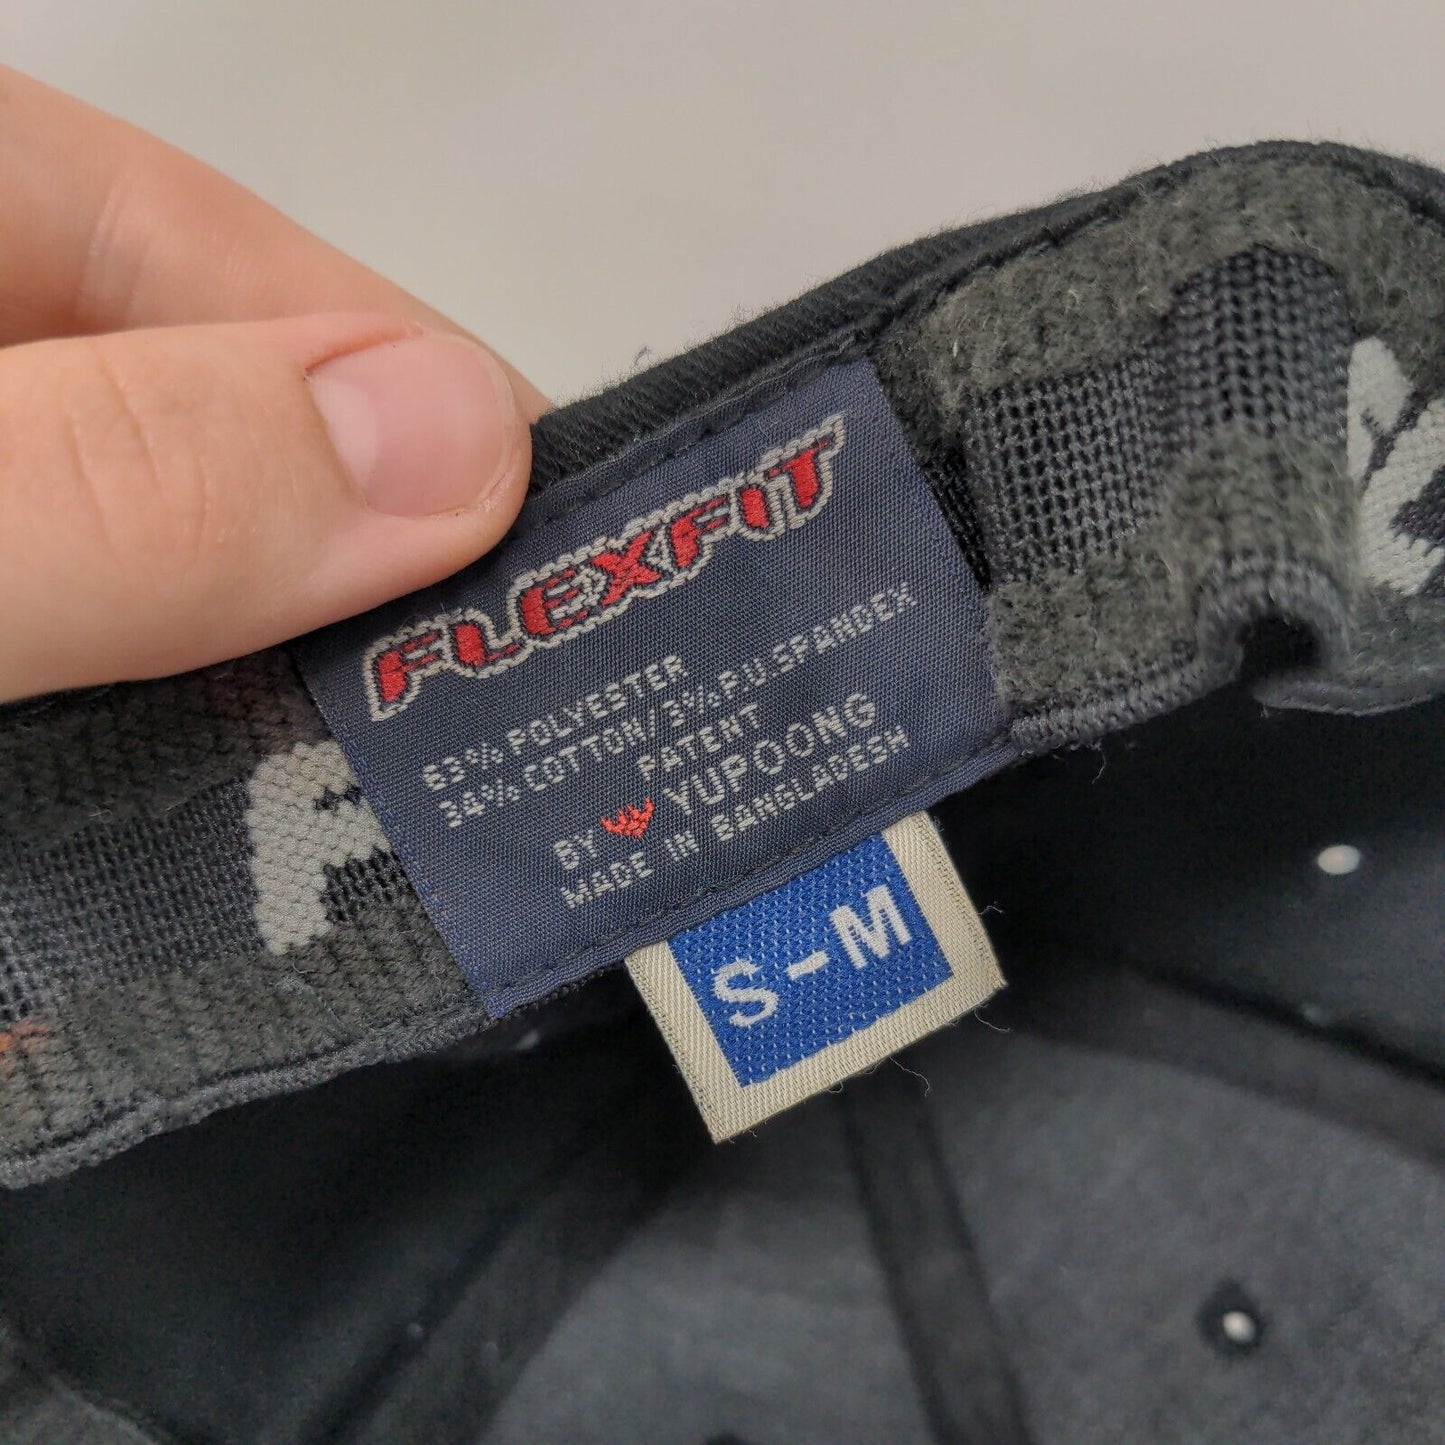 FLEXFIT
63% POLYESTER
34% COTTON/3% P.U.SPANDEX
PATENT
BY YUPOONG
MADE IN BANGLADESH
S-M